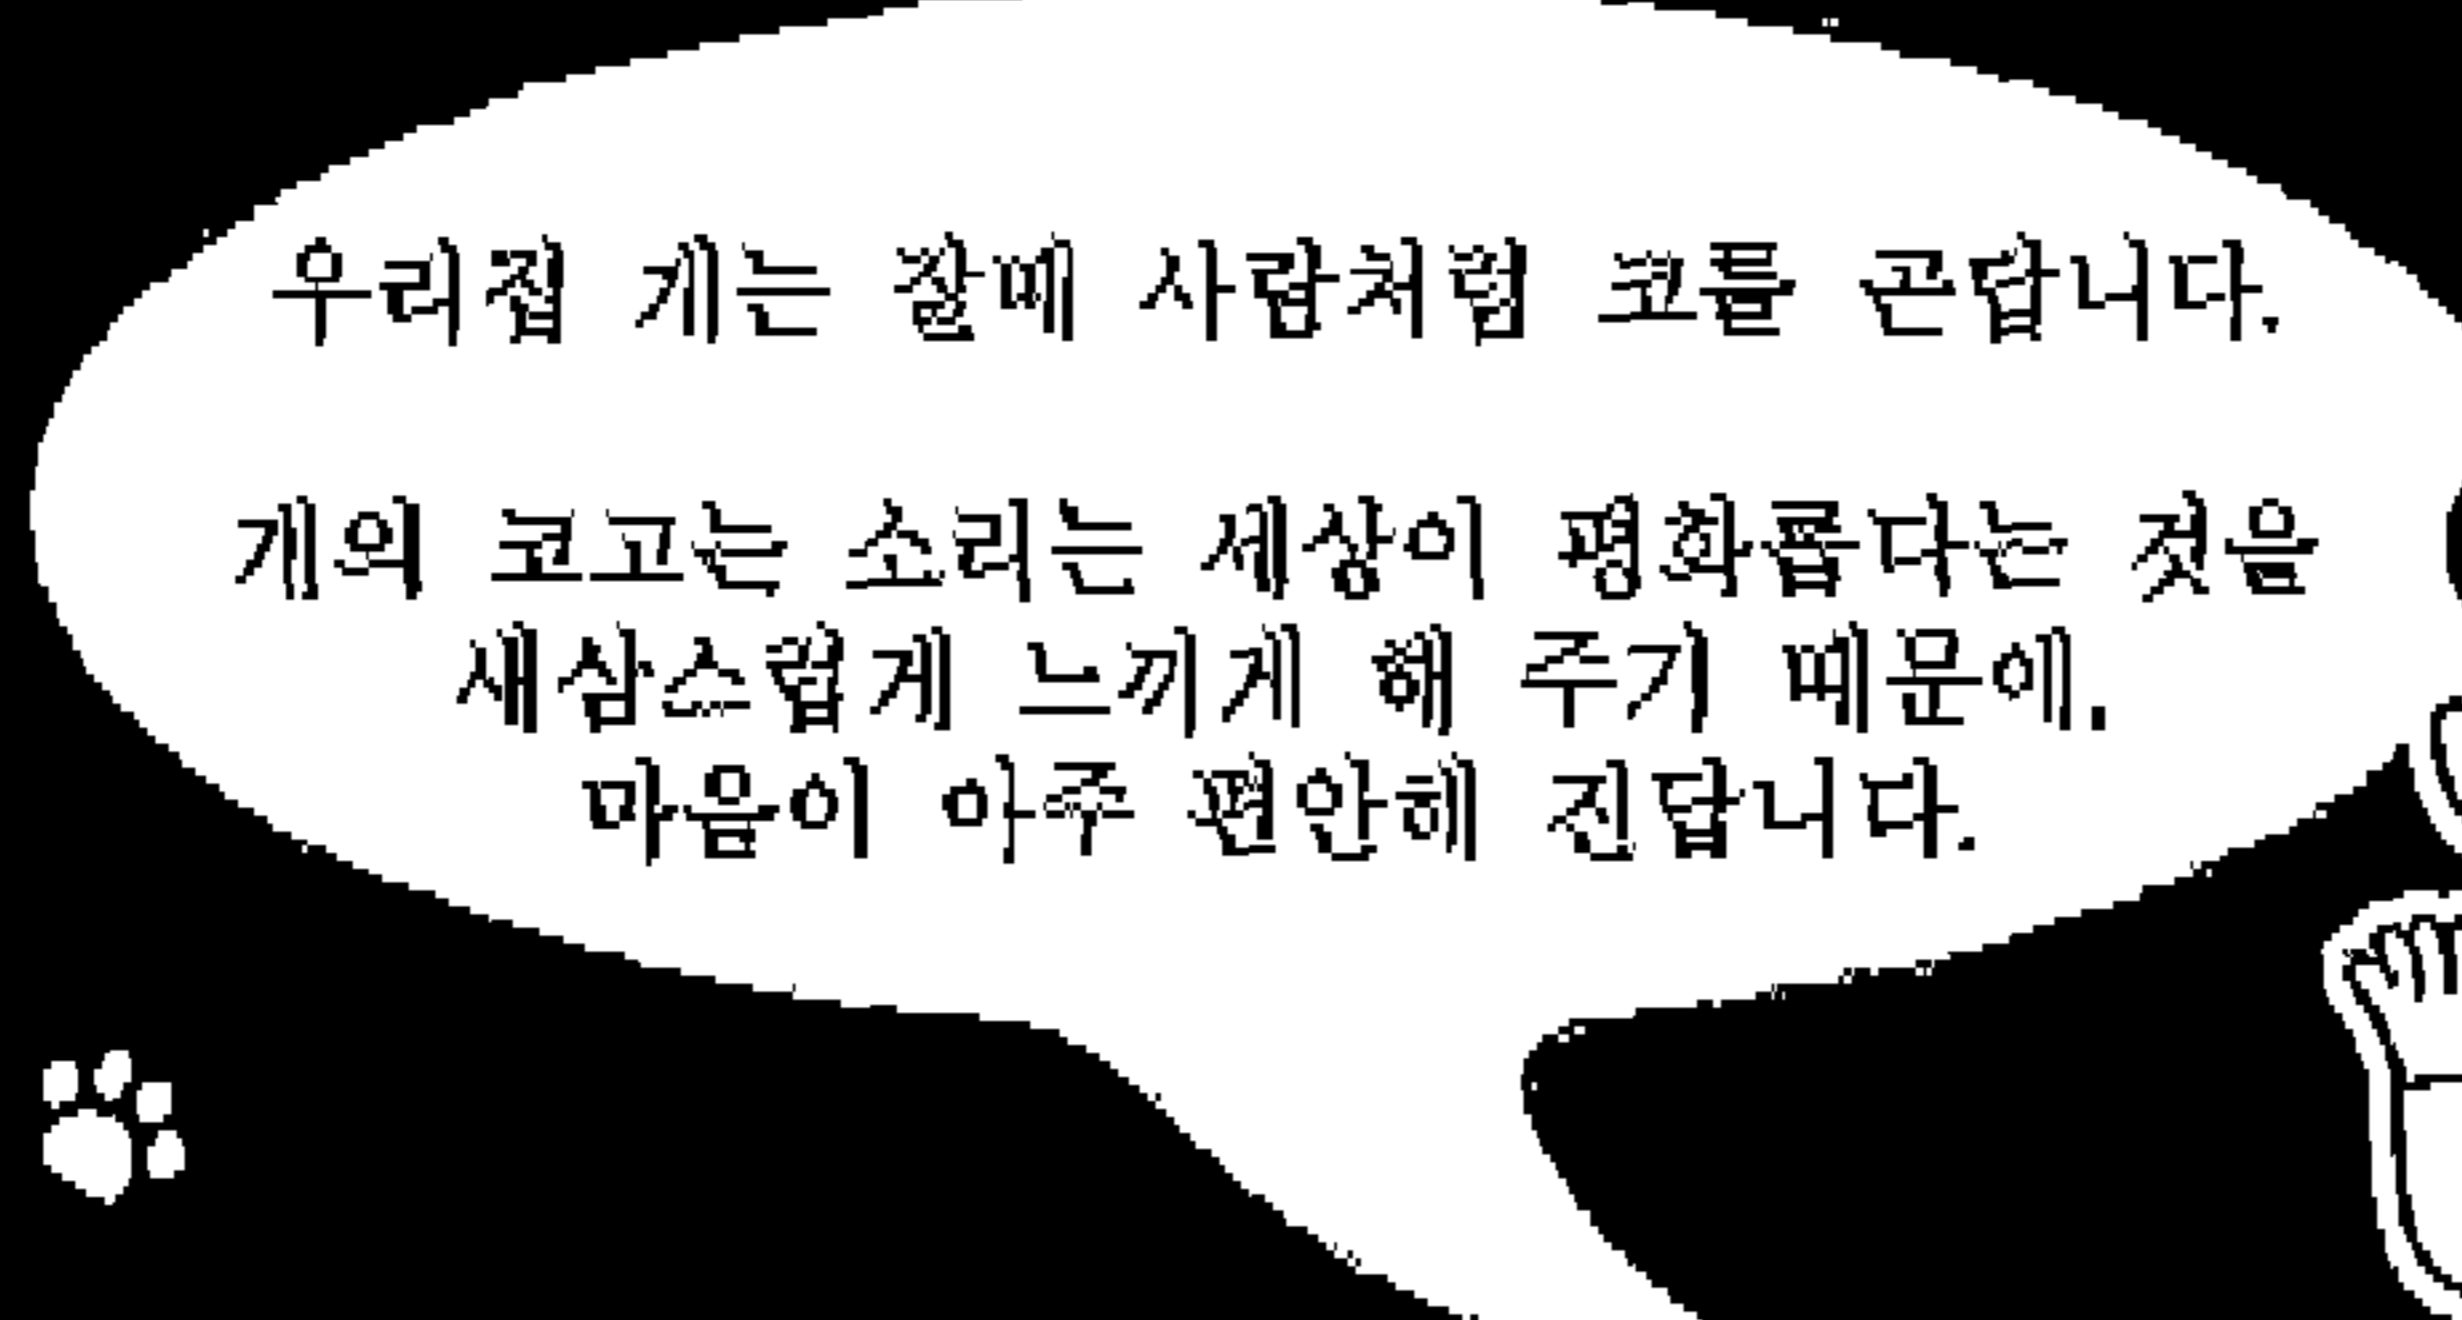 우리집 개는 잘때 사람처럼 코를 곤답니다.
개의 코고는 소리는 세상이 평화롭다는 것을
새삼스럽게 느끼게 해 주기 때문에.
마음이 아주 편안해 진답니다.